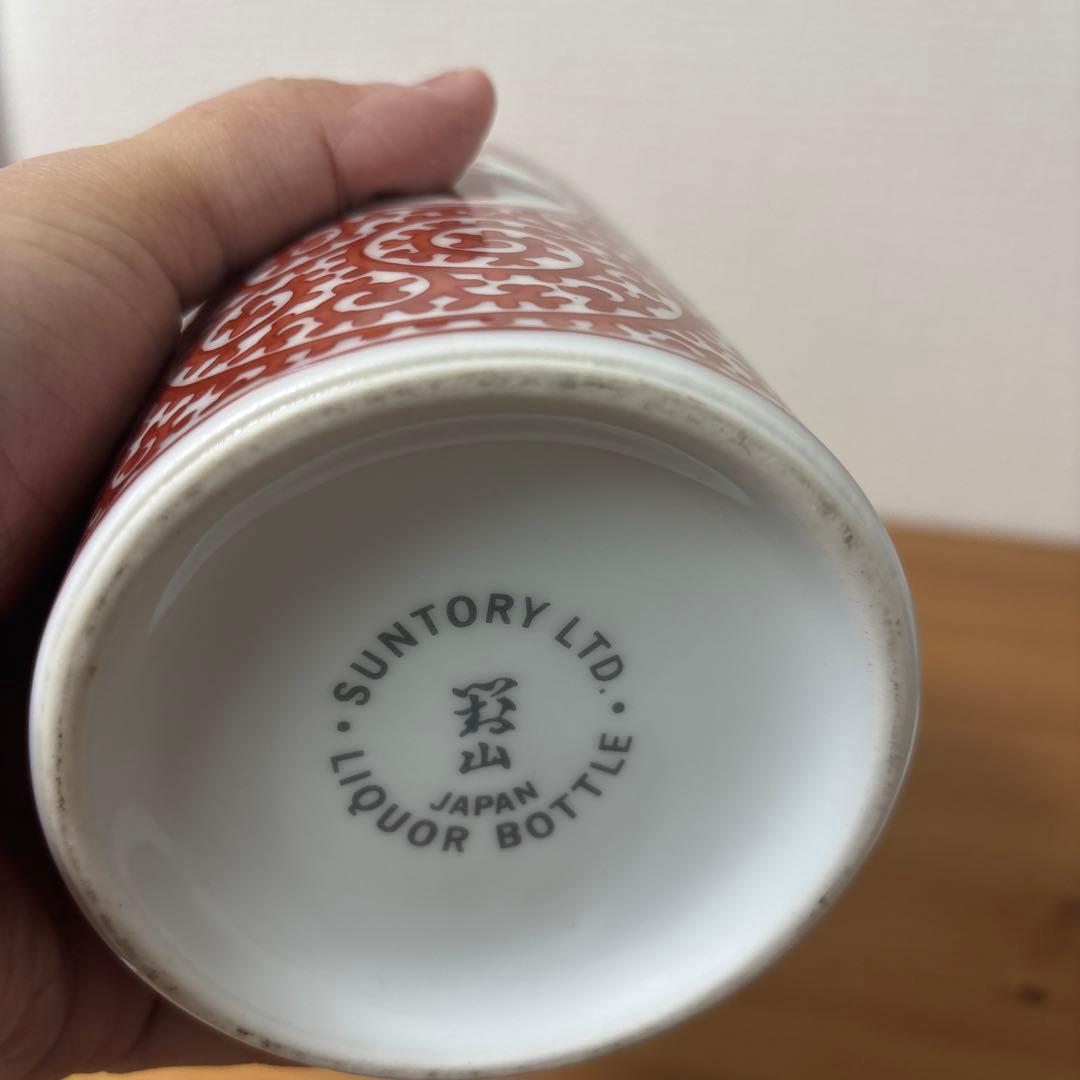 SUNTORY LTD.
彩山
JAPAN
· LIQUOR BOTTLE ·